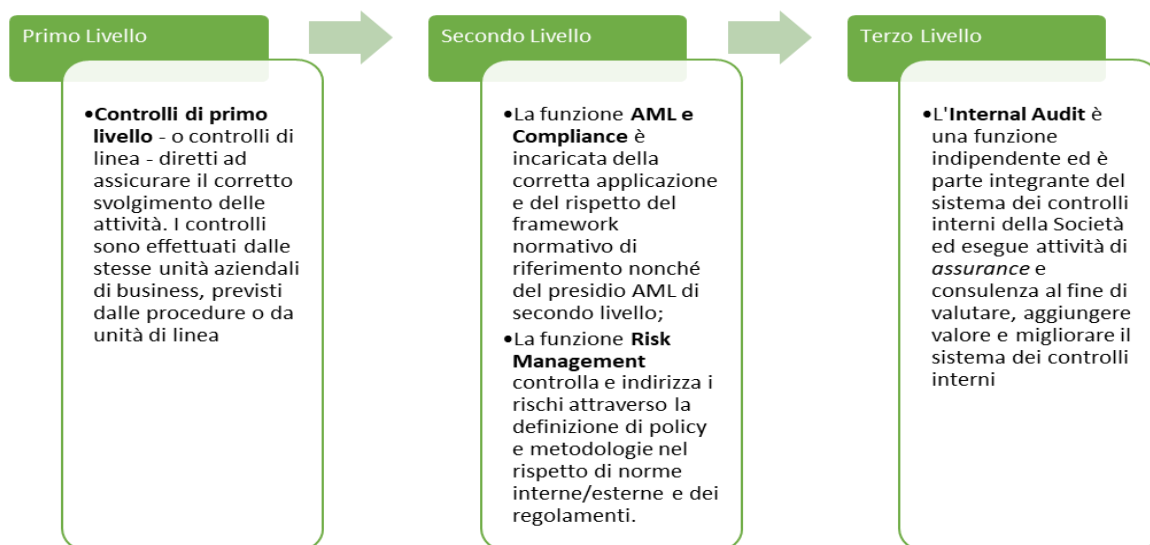 Primo Livello
•Controlli di primo
livello - o controlli di
linea - diretti ad
assicurare il corretto
svolgimento delle
attività. I controlli
sono effettuati dalle
stesse unità aziendali
di business, previsti
dalle procedure o da
unità di linea
Secondo Livello
•La funzione AML e
Compliance è
incaricata della
corretta applicazione
e del rispetto del
framework
normativo di
riferimento nonché
del presidio AML di
secondo livello;
•La funzione Risk
Management
controlla e indirizza i
rischi attraverso la
definizione di policy
e metodologie nel
rispetto di norme
interne/esterne e dei
regolamenti.
Terzo Livello
•L'Internal Audit è
una funzione
indipendente ed è
parte integrante del
sistema dei controlli
interni della Società
ed esegue attività di
assurance e
consulenza al fine di
valutare, aggiungere
valore e migliorare il
sistema dei controlli
interni